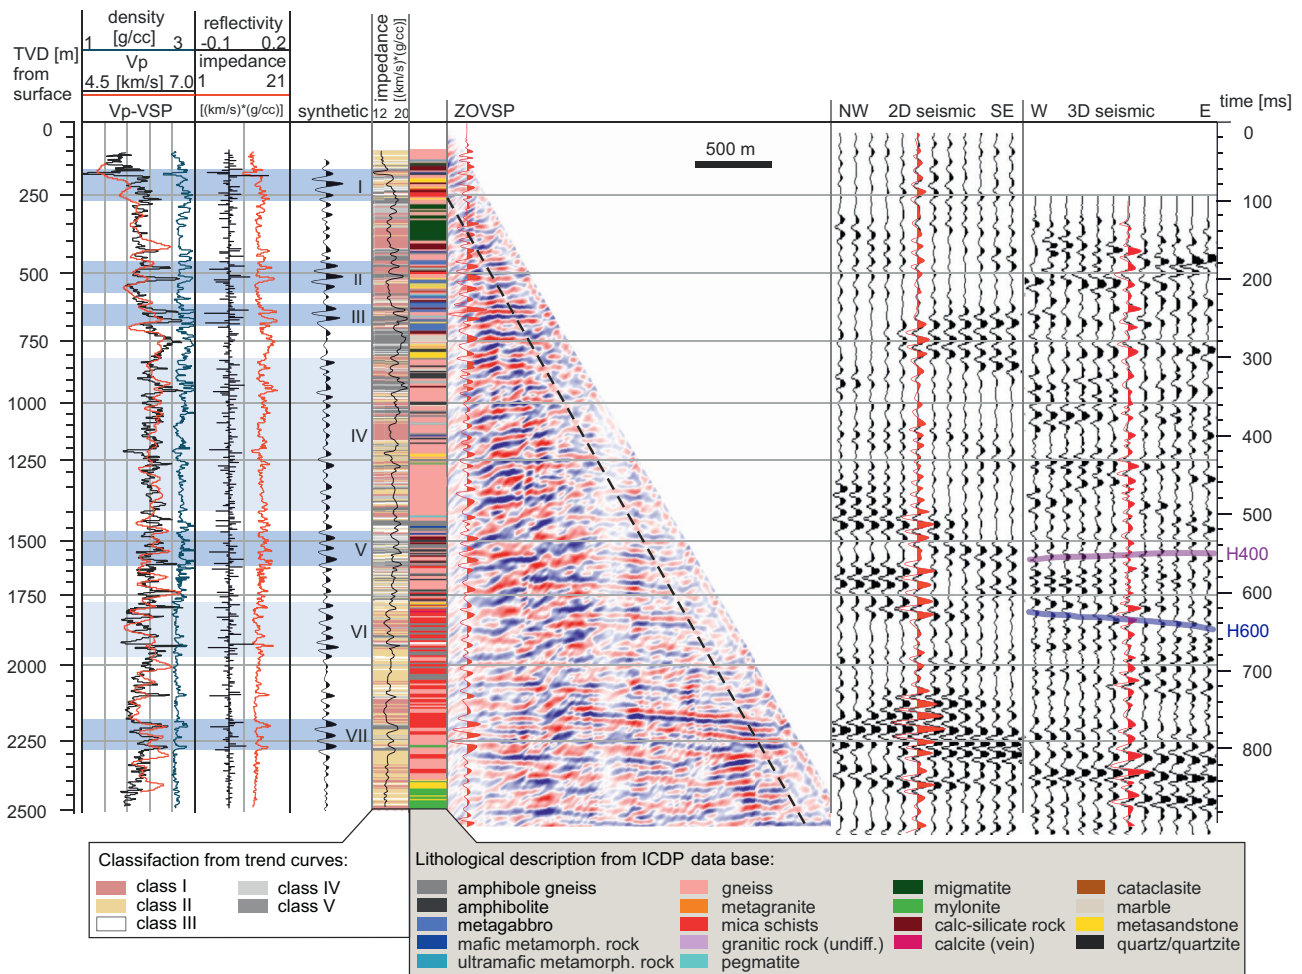 density
[g/cc]
1 3
Vp
4.5 [km/s] 7.0
Vp-VSP
reflectivity
-0.1 0.2
impedance
1 21
[(km/s)*(g/cc)]
synthetic
impedance
[(km/s)*(g/cc)]
12 20
ZOVSP
NW 2D seismic SE
W 3D seismic E
time [ms]
TVD [m]
from
surface
0
250
500
750
1000
1250
1500
1750
2000
2250
2500
I
II
III
IV
V
VI
VII
500 m
0
100
200
300
400
500
600
700
800
H400
H600
Classifaction from trend curves:
class I
class II
class III
class IV
class V
Lithological description from ICDP data base:
amphibole gneiss
amphibolite
metagabbro
mafic metamorph. rock
ultramafic metamorph. rock
gneiss
metagranite
mica schists
granitic rock (undiff.)
pegmatite
migmatite
mylonite
calc-silicate rock
calcite (vein)
cataclasite
marble
metasandstone
quartz/quartzite